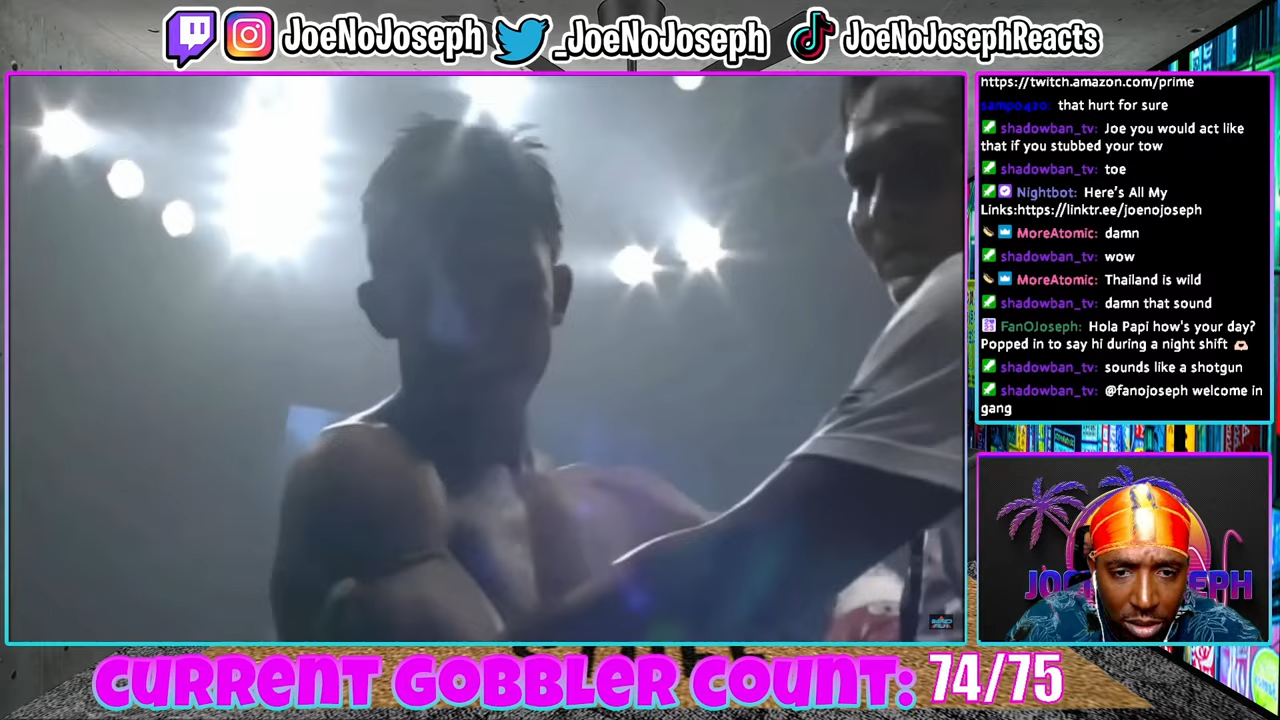 JoeNoJoseph _JoeNoJoseph JoeNoJosephReacts
https://twitch.amazon.com/prime
sampo420: that hurt for sure
shadowban_tv: Joe you would act like
that if you stubbed your tow
shadowban_tv: toe
Nightbot: Here's All My
Links:https://linktr.ee/joenojoseph
MoreAtomic: damn
shadowban_tv: wow
MoreAtomic: Thailand is wild
shadowban_tv: damn that sound
FanOJoseph: Hola Papi how's your day?
Popped in to say hi during a night shift
shadowban_tv: sounds like a shotgun
shadowban_tv: @fanojoseph welcome in
gang
CURRENT GOBBLER COUNT: 74/75